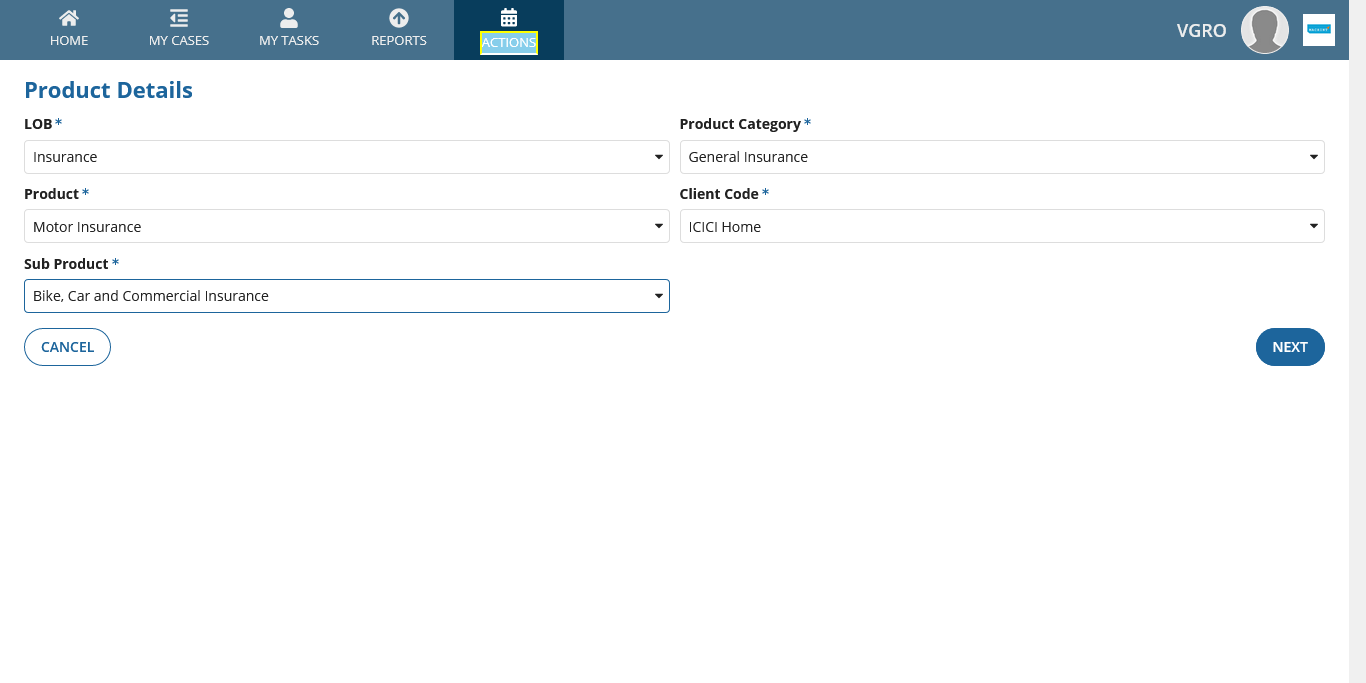 HOME
MY CASES
MY TASKS
REPORTS
ACTIONS
VGRO
Product Details
LOB *
Product Category *
Insurance
General Insurance
Product *
Client Code *
Motor Insurance
ICICI Home
Sub Product *
Bike, Car and Commercial Insurance
CANCEL
NEXT